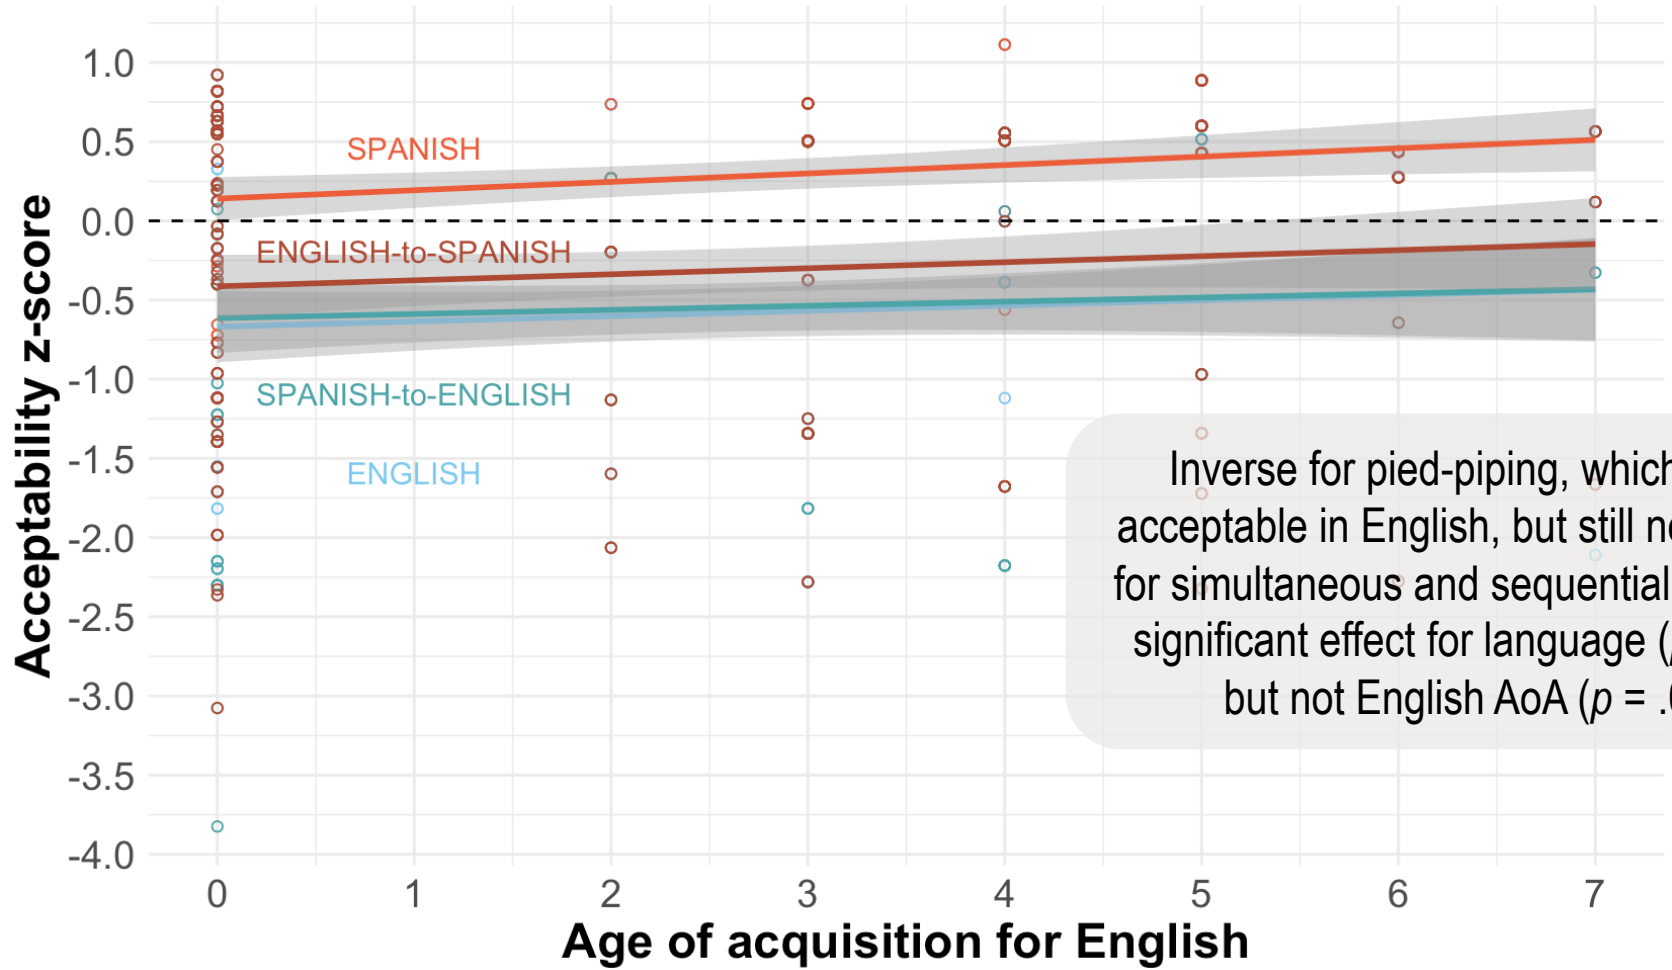 1.0
0.5
0.0
-0.5
-1.0
-1.5
-2.0
-2.5
-3.0
-3.5
-4.0
Acceptability z-score
SPANISH
ENGLISH-to-SPANISH
SPANISH-to-ENGLISH
ENGLISH
Inverse for pied-piping, which
acceptable in English, but still
for simultaneous and sequential
significant effect for language (
but not English AoA (p = .
0 1 2 3 4 5 6 7
Age of acquisition for English